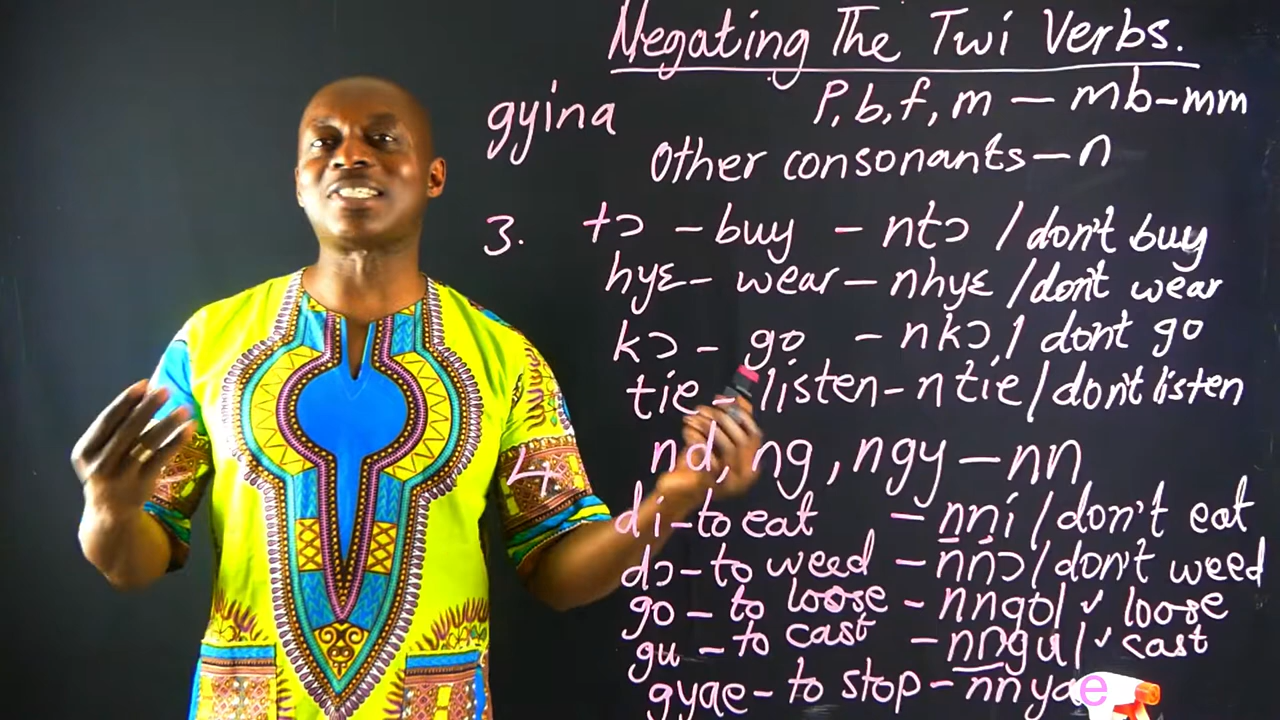 Negating The Twi Verbs.
gyina P, b, f, m — mb-mm
Other consonants — n
3. tɔ - buy - ntɔ / don't buy
hyɛ - wear - nhyɛ / don't wear
kɔ - go - nkɔ / don't go
tie - listen - ntie / don't listen
4 nd, ng, ngy — nn
di - to eat - nni / don't eat
dɔ - to weed - nnɔ / don't weed
go - to loose - nngo / ✓ loose
gu - to cast - nngu / ✓ cast
gyae - to stop - nnyae